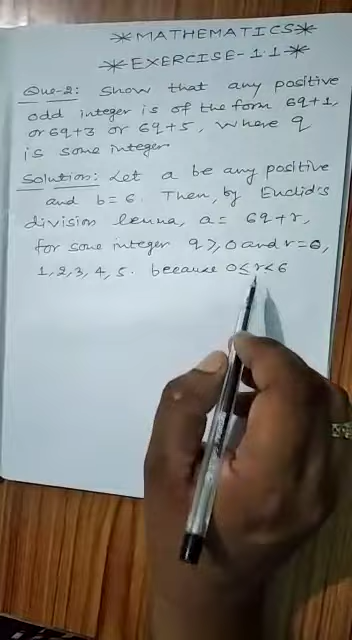 *MATHEMATICS*
*EXERCISE-1.1*
Que-2: Show that any positive
odd integer is of the form 6q+1,
or 6q+3 or 6q+5, where q
is some integer
Solution: Let a be any positive
and b=6. Then, by Euclid's
division lemma, a= 6q+r,
for some integer q≥0 and r=0,
1,2,3,4,5. because 0≤r<6